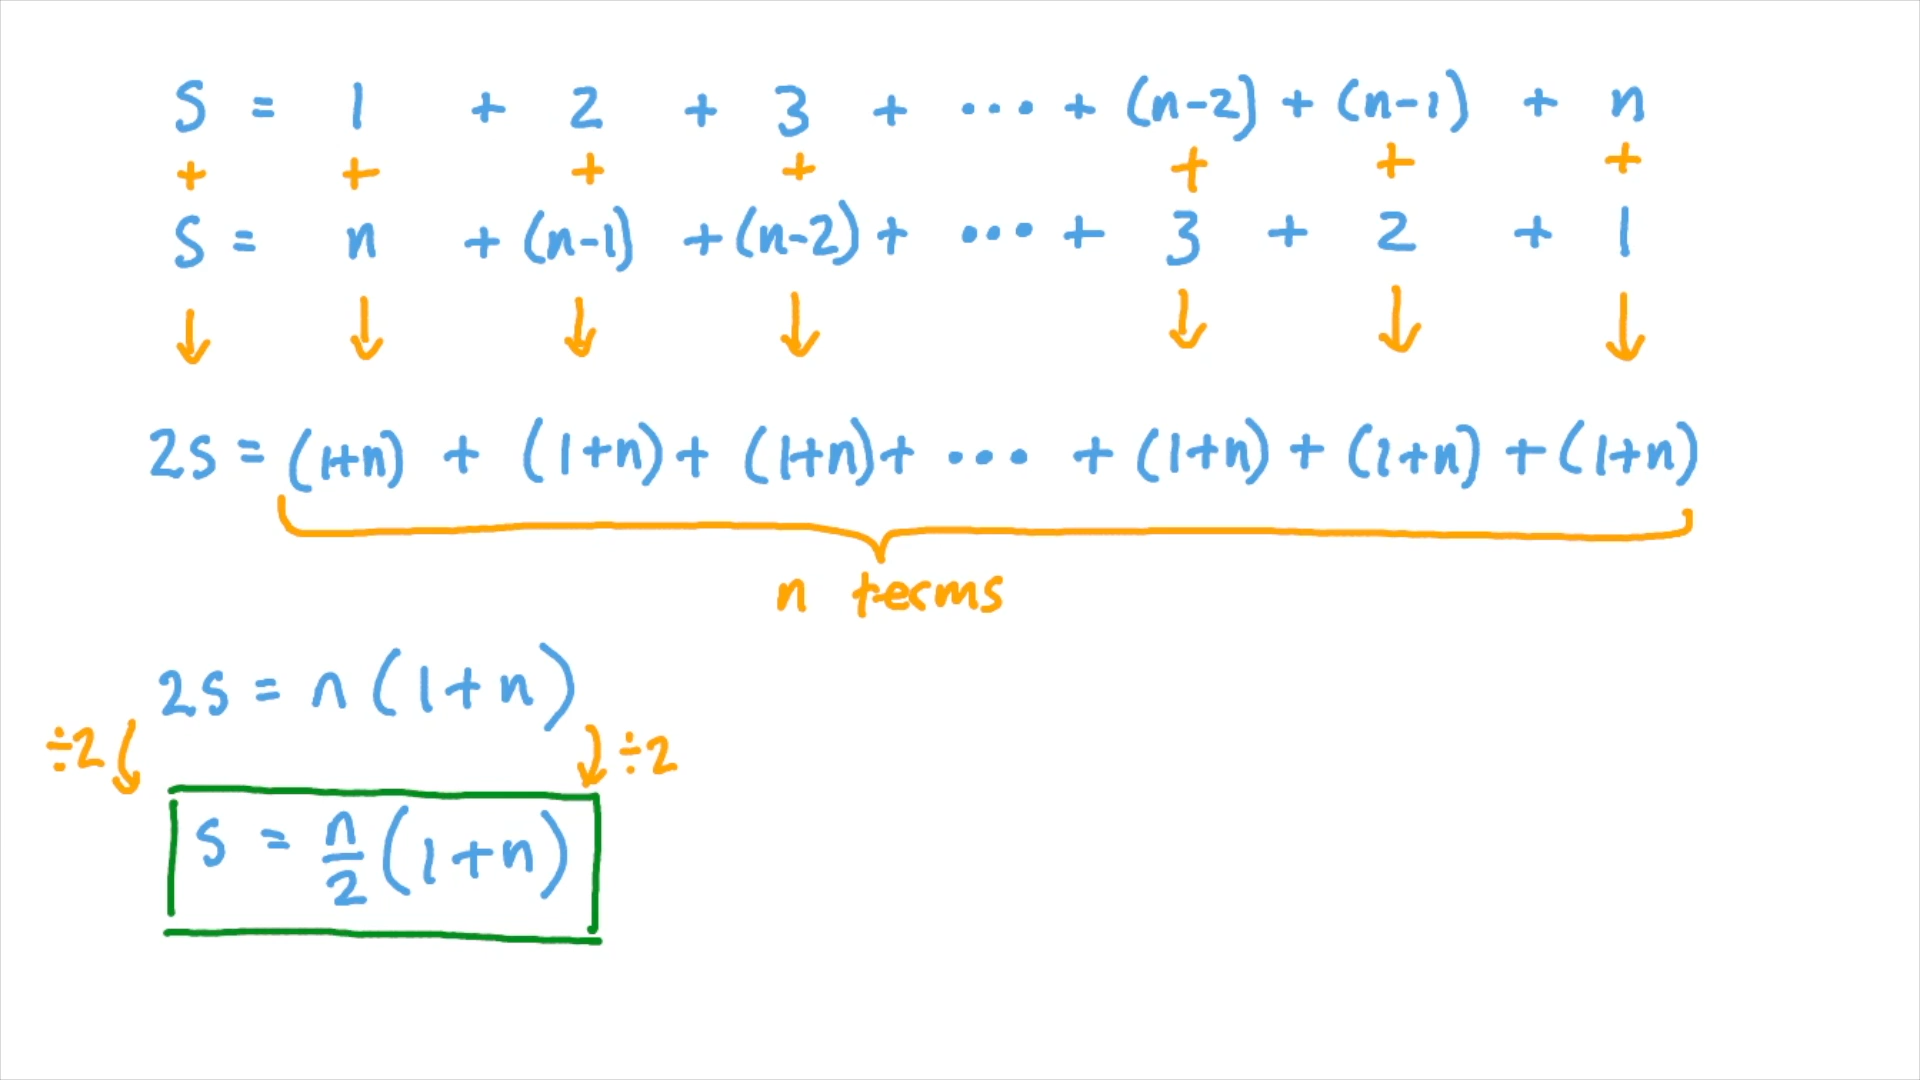 S = 1 + 2 + 3 + ... + (n-2) + (n-1) + n
+ + + + + + +
S = n + (n-1) + (n-2) + ... + 3 + 2 + 1
↓ ↓ ↓ ↓ ↓ ↓ ↓
2S = (1+n) + (1+n) + (1+n) + ... + (1+n) + (1+n) + (1+n)
n terms
2S = n(1+n)
÷2 ÷2
S = n/2 (1+n)